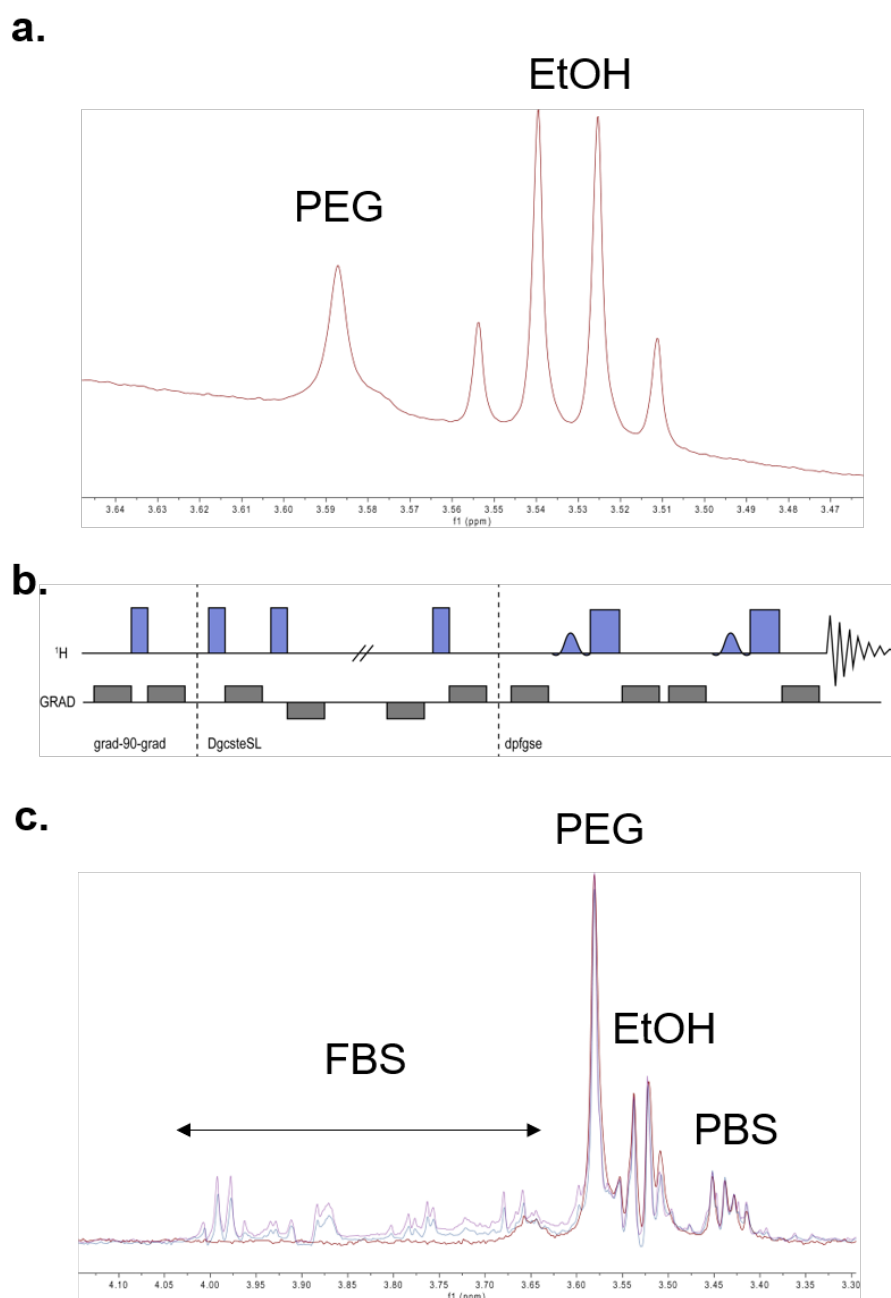 a.
EtOH
PEG
3.64 3.63 3.62 3.61 3.60 3.59 3.58 3.57 3.56 3.55 3.54 3.53 3.52 3.51 3.50 3.49 3.48 3.47
f1 (ppm)
b.
¹H
GRAD
grad-90-grad DgcsteSL dpfgse
c.
PEG
EtOH
FBS
PBS
4.10 4.05 4.00 3.95 3.90 3.85 3.80 3.75 3.70 3.65 3.60 3.55 3.50 3.45 3.40 3.35 3.30
f1 (ppm)